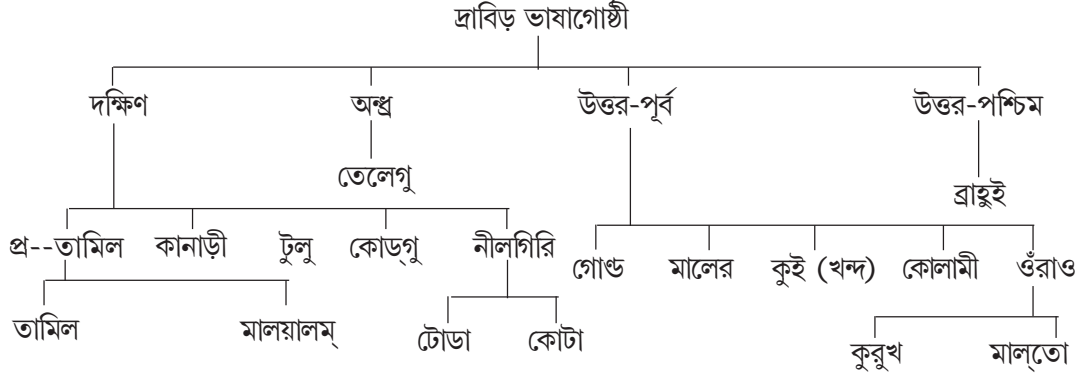 দ্রাবিড় ভাষাগোষ্ঠী
দক্ষিণ অন্ধ্র উত্তর-পূর্ব উত্তর-পশ্চিম
তেলেগু
ব্রাহুই
প্র--তামিল কানাড়ী টুলু কোড্গু নীলগিরি
গোণ্ড মালের কুই (খন্দ) কোলামী ওঁরাও
তামিল মালয়ালম্ টোডা কোটা
কুরুখ মাল্‌তো